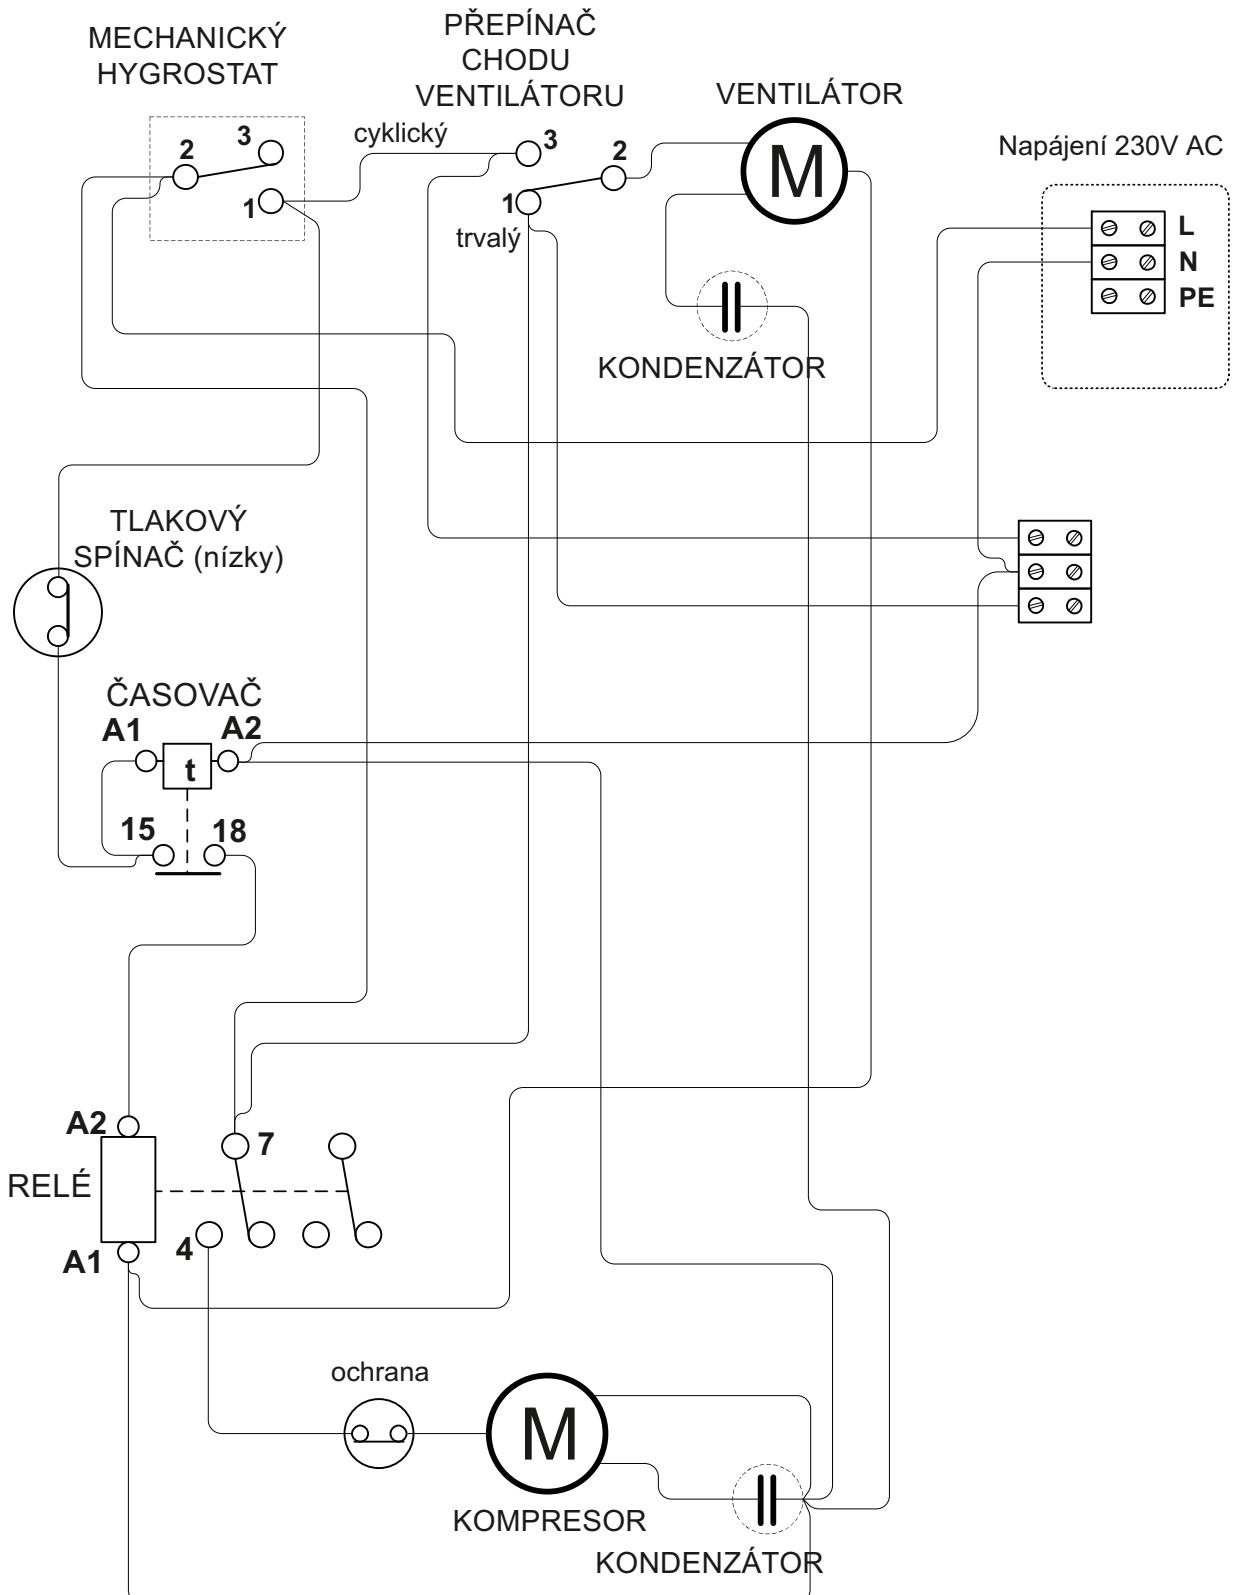 MECHANICKÝ
HYGROSTAT
PŘEPÍNAČ
CHODU
VENTILÁTORU
VENTILÁTOR
Napájení 230V AC
cyklický
3
2
1
3
2
1
trvalý
M
L
N
PE
KONDENZÁTOR
TLAKOVÝ
SPÍNAČ (nízky)
ČASOVAČ
A1
A2
t
15
18
A2
7
RELÉ
4
A1
ochrana
M
KOMPRESOR
KONDENZÁTOR